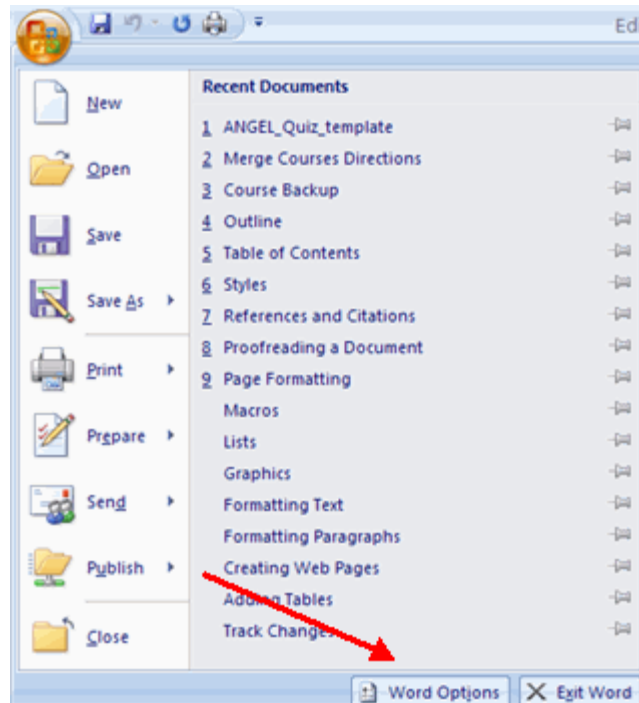 Ed
New
Open
Save
Save As
Print
Prepare
Send
Publish
Close
Recent Documents
1 ANGEL_Quiz_template
2 Merge Courses Directions
3 Course Backup
4 Outline
5 Table of Contents
6 Styles
7 References and Citations
8 Proofreading a Document
9 Page Formatting
Macros
Lists
Graphics
Formatting Text
Formatting Paragraphs
Creating Web Pages
Adding Tables
Track Changes
Word Options
Exit Word